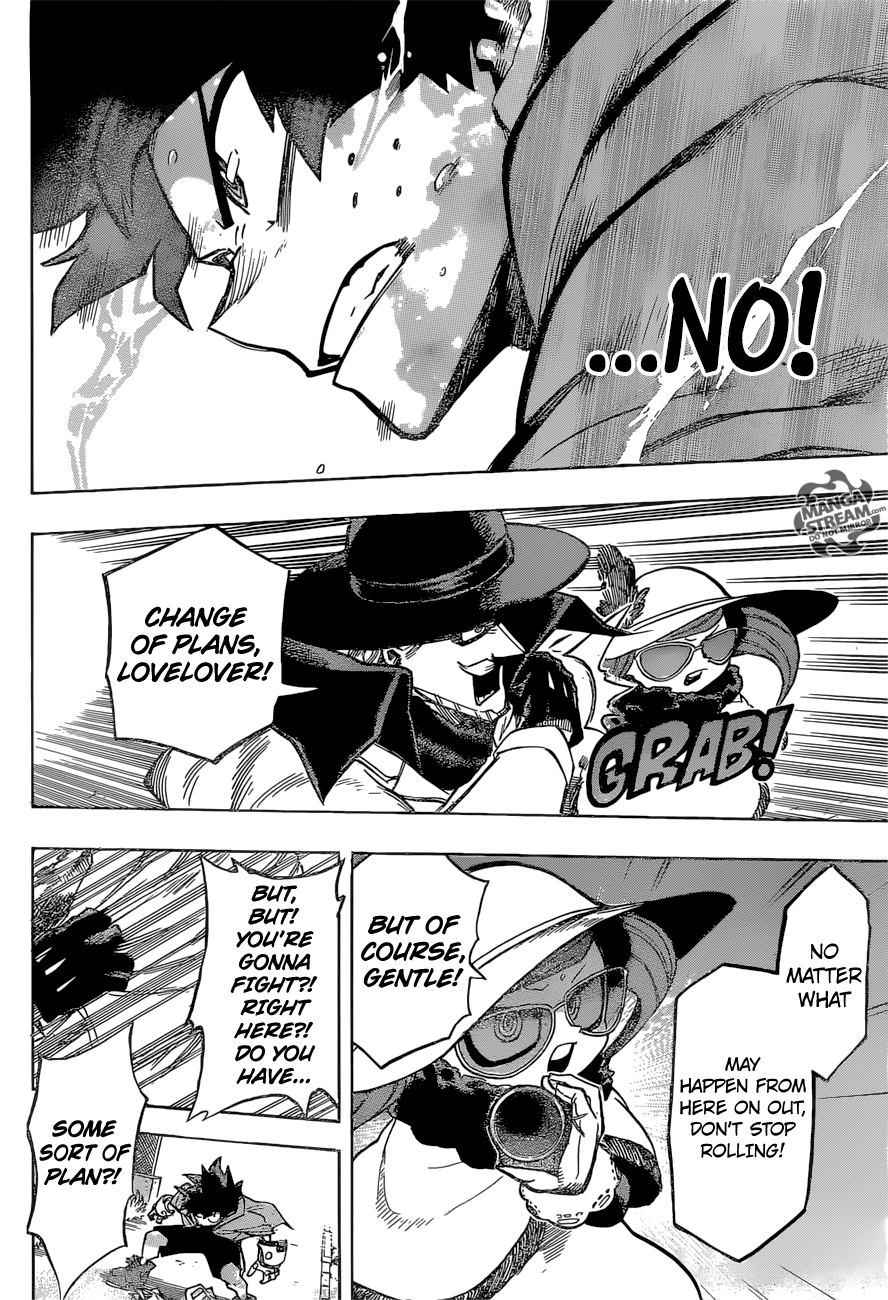 ...NO!
MANGA
STREAM.com
DO NOT MIRROR
CHANGE
OF PLANS,
LOVELOVER!
GRAB!
NO
MATTER
WHAT
MAY
HAPPEN FROM
HERE ON OUT,
DON'T STOP
ROLLING!
BUT OF
COURSE,
GENTLE!
BUT,
BUT!
YOU'RE
GONNA
FIGHT?!
RIGHT
HERE?!
DO YOU
HAVE...
SOME
SORT OF
PLAN?!